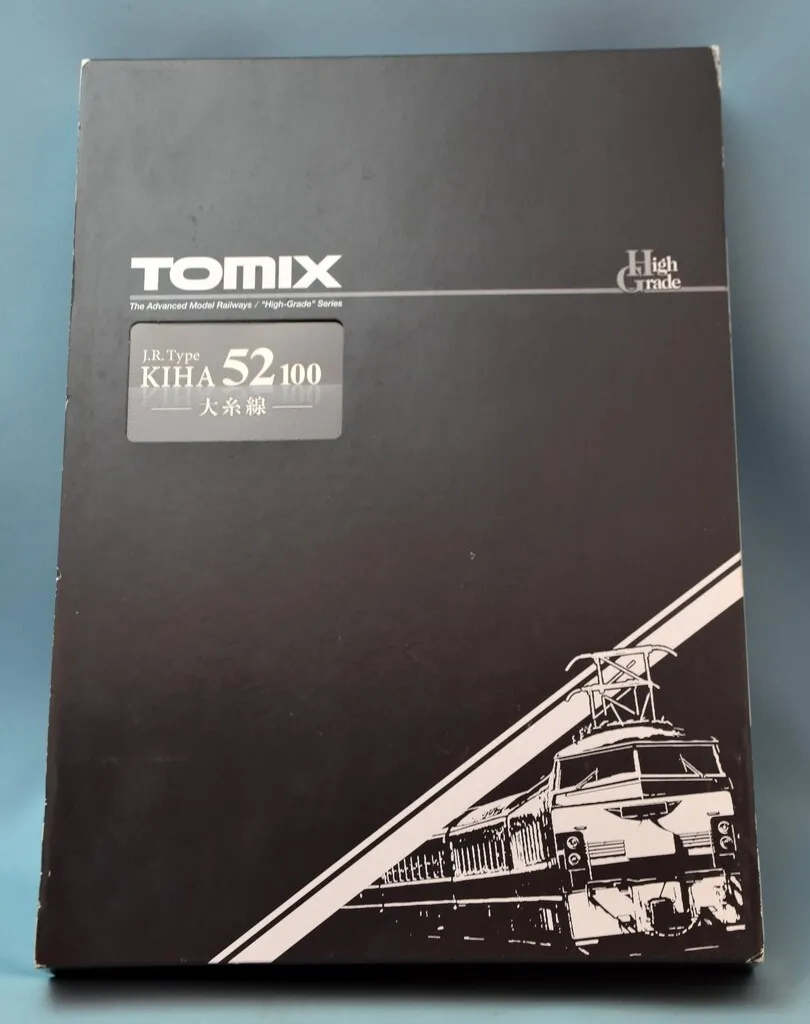 TOMIX
High
Grade
The Advanced Model Railways / "High-Grade" Series
J.R. Type
KIHA 52 100
大糸線